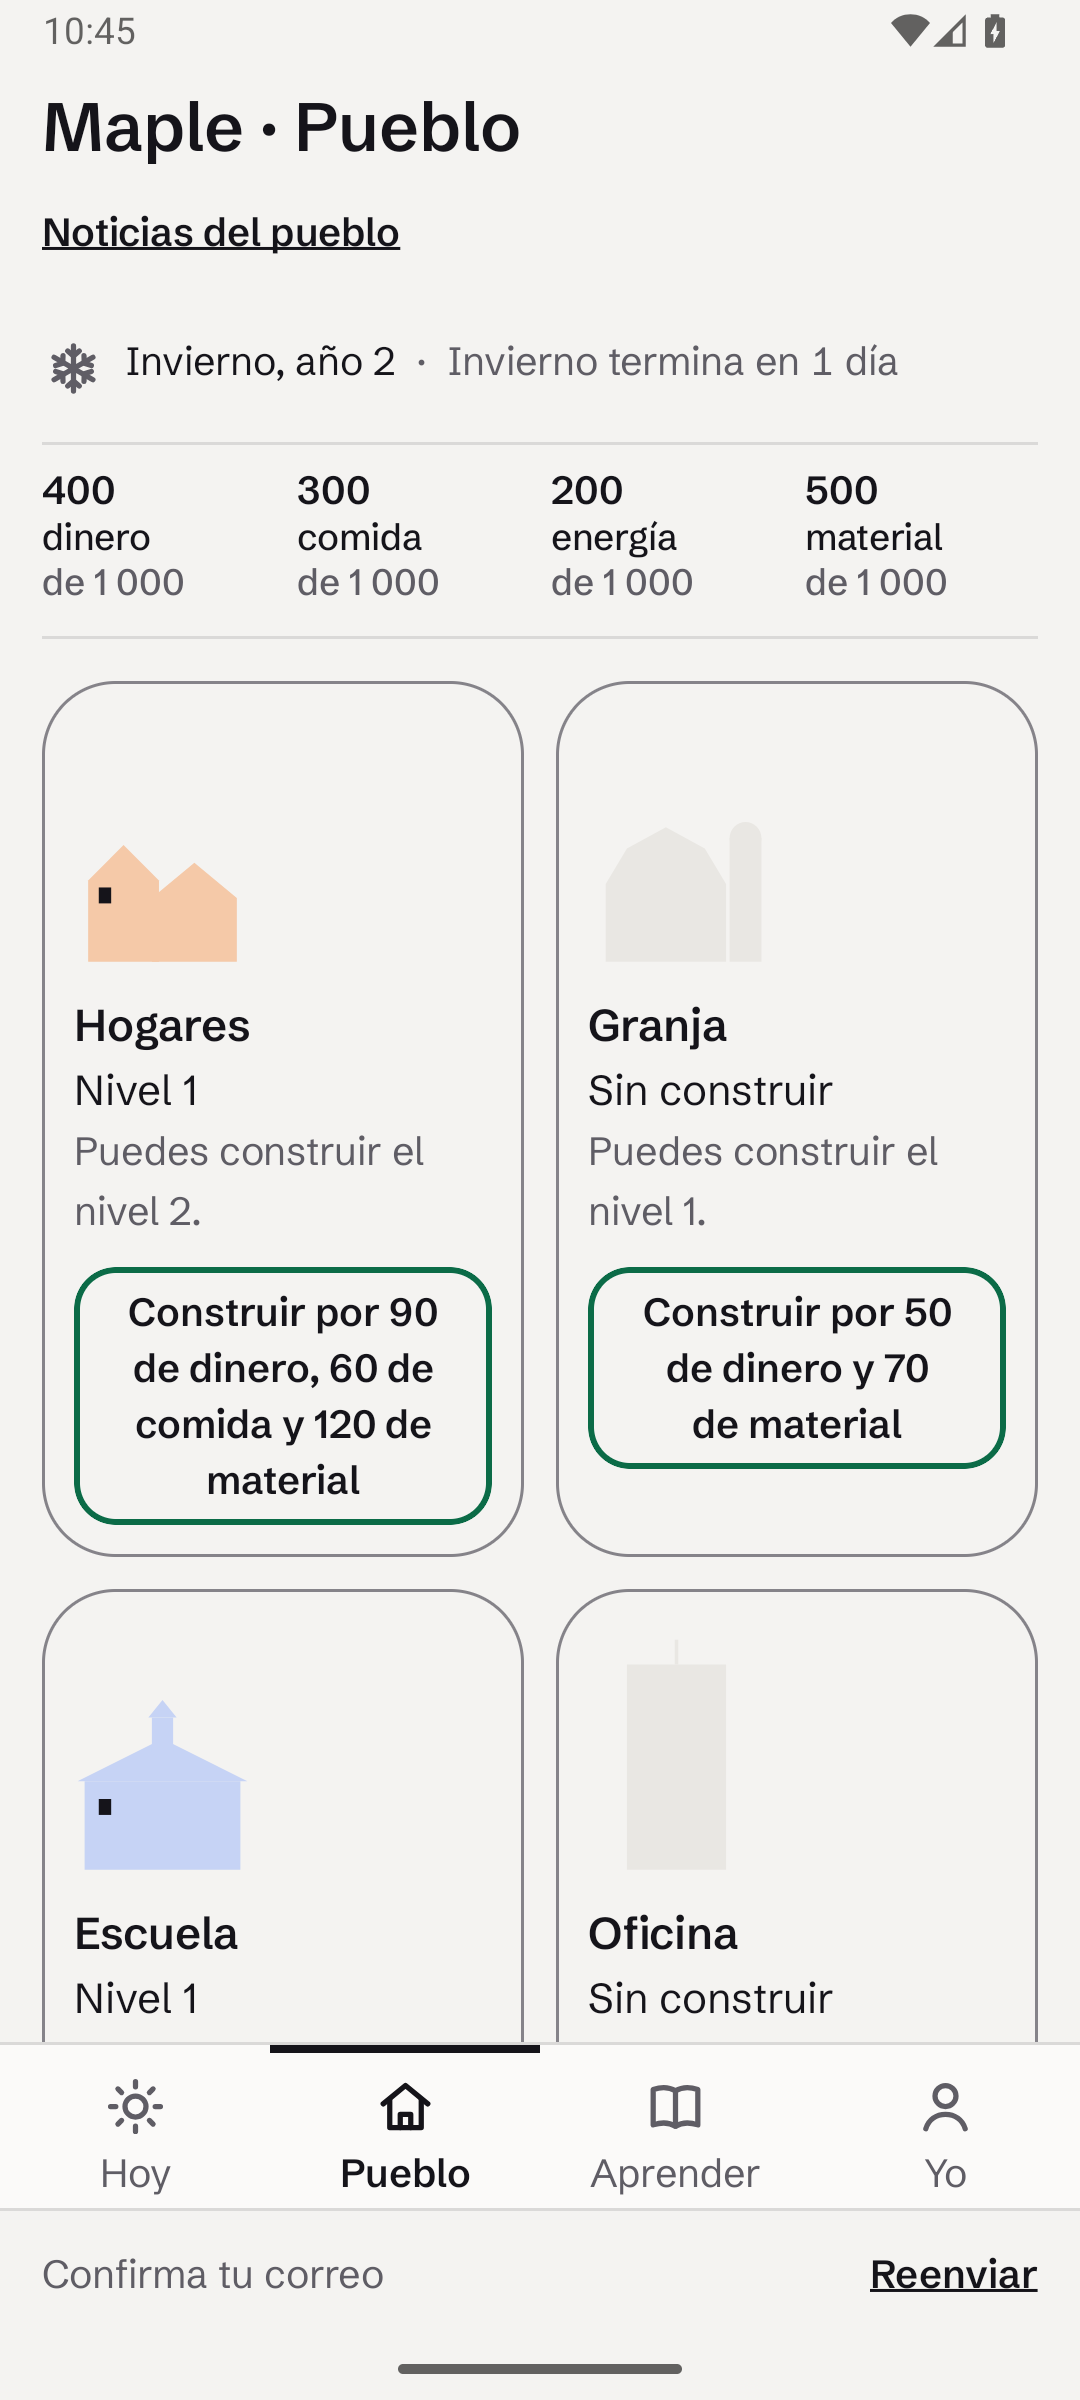 10:45
Maple · Pueblo
Noticias del pueblo
Invierno, año 2 · Invierno termina en 1 día
400
dinero
de 1 000
300
comida
de 1 000
200
energía
de 1 000
500
material
de 1 000
Hogares
Nivel 1
Puedes construir el
nivel 2.
Construir por 90
de dinero, 60 de
comida y 120 de
material
Granja
Sin construir
Puedes construir el
nivel 1.
Construir por 50
de dinero y 70
de material
Escuela
Nivel 1
Oficina
Sin construir
Hoy
Pueblo
Aprender
Yo
Confirma tu correo
Reenviar